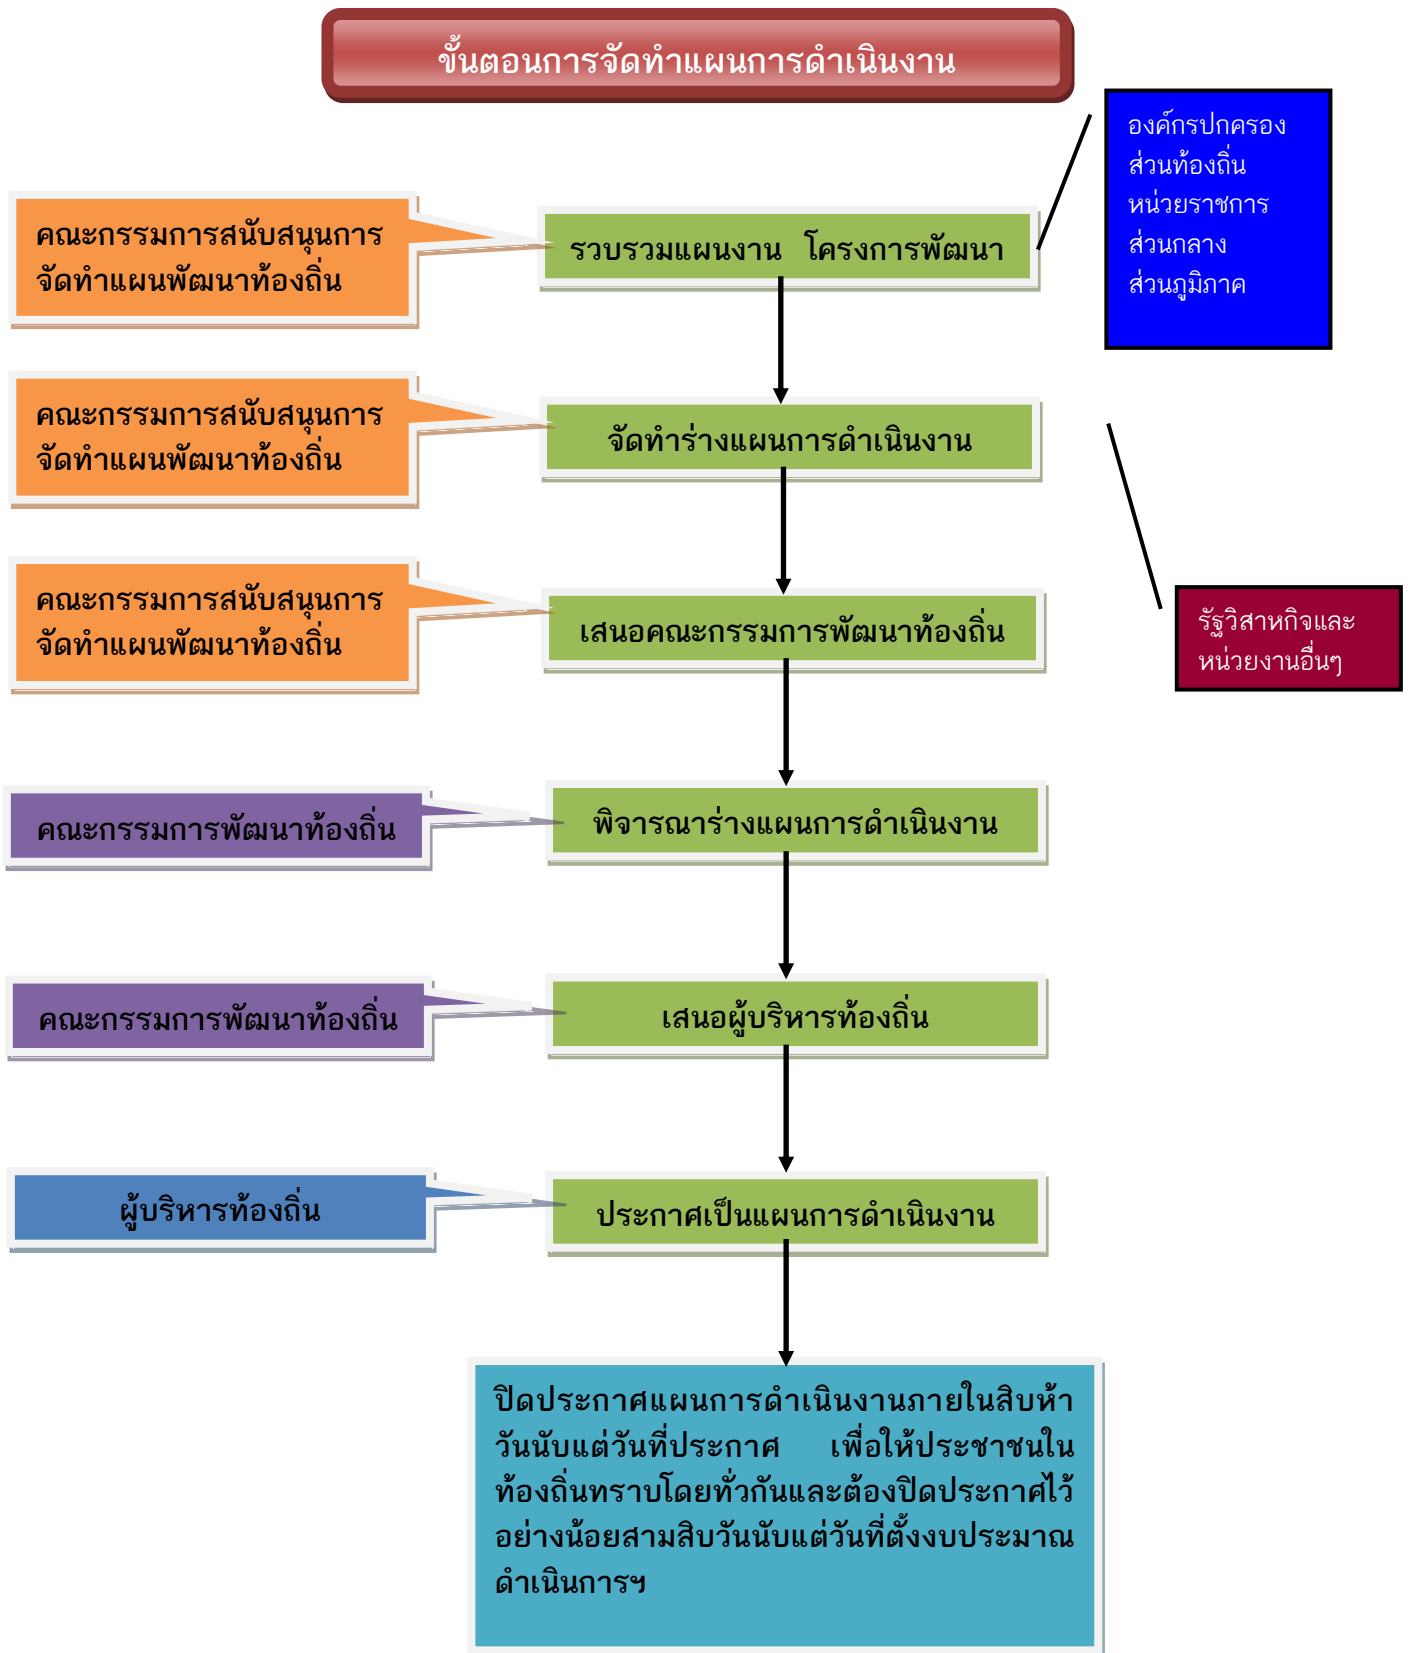 ขั้นตอนการจัดทำแผนการดำเนินงาน
องค์กรปกครอง
ส่วนท้องถิ่น
หน่วยราชการ
ส่วนกลาง
ส่วนภูมิภาค
คณะกรรมการสนับสนุนการ
จัดทำแผนพัฒนาท้องถิ่น
รวบรวมแผนงาน โครงการพัฒนา
คณะกรรมการสนับสนุนการ
จัดทำแผนพัฒนาท้องถิ่น
จัดทำร่างแผนการดำเนินงาน
คณะกรรมการสนับสนุนการ
จัดทำแผนพัฒนาท้องถิ่น
เสนอคณะกรรมการพัฒนาท้องถิ่น
รัฐวิสาหกิจและ
หน่วยงานอื่นๆ
คณะกรรมการพัฒนาท้องถิ่น
พิจารณาร่างแผนการดำเนินงาน
คณะกรรมการพัฒนาท้องถิ่น
เสนอผู้บริหารท้องถิ่น
ผู้บริหารท้องถิ่น
ประกาศเป็นแผนการดำเนินงาน
ปิดประกาศแผนการดำเนินงานภายในสิบห้า
วันนับแต่วันที่ประกาศ เพื่อให้ประชาชนใน
ท้องถิ่นทราบโดยทั่วกันและต้องปิดประกาศไว้
อย่างน้อยสามสิบวันนับแต่วันที่ตั้งงบประมาณ
ดำเนินการฯ